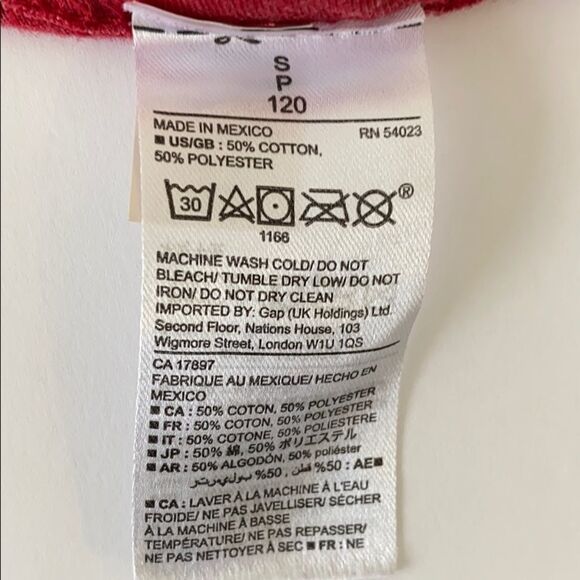 S
P
120
MADE IN MEXICO RN 54023
■ US/GB : 50% COTTON,
50% POLYESTER
30 ®
1166
MACHINE WASH COLD/ DO NOT
BLEACH/ TUMBLE DRY LOW/ DO NOT
IRON/ DO NOT DRY CLEAN
IMPORTED BY: Gap (UK Holdings) Ltd.
Second Floor, Nations House, 103
Wigmore Street, London W1U 1QS
CA 17897
FABRIQUE AU MEXIQUE/ HECHO EN
MEXICO
■ CA : 50% COTON, 50% POLYESTER
■ FR : 50% COTON, 50% POLYESTER
■ IT : 50% COTONE, 50% POLIESTERE
■ JP : 50% 綿, 50% ポリエステル
■ AR : 50% ALGODÓN, 50% poliéster
■AE : 50% قطن, 50% بوليستر
■ CA : LAVER À LA MACHINE À L'EAU
FROIDE/ NE PAS JAVELLISER/ SÉCHER
À LA MACHINE À BASSE
TEMPÉRATURE/ NE PAS REPASSER/
NE PAS NETTOYER À SEC ■ FR : NE